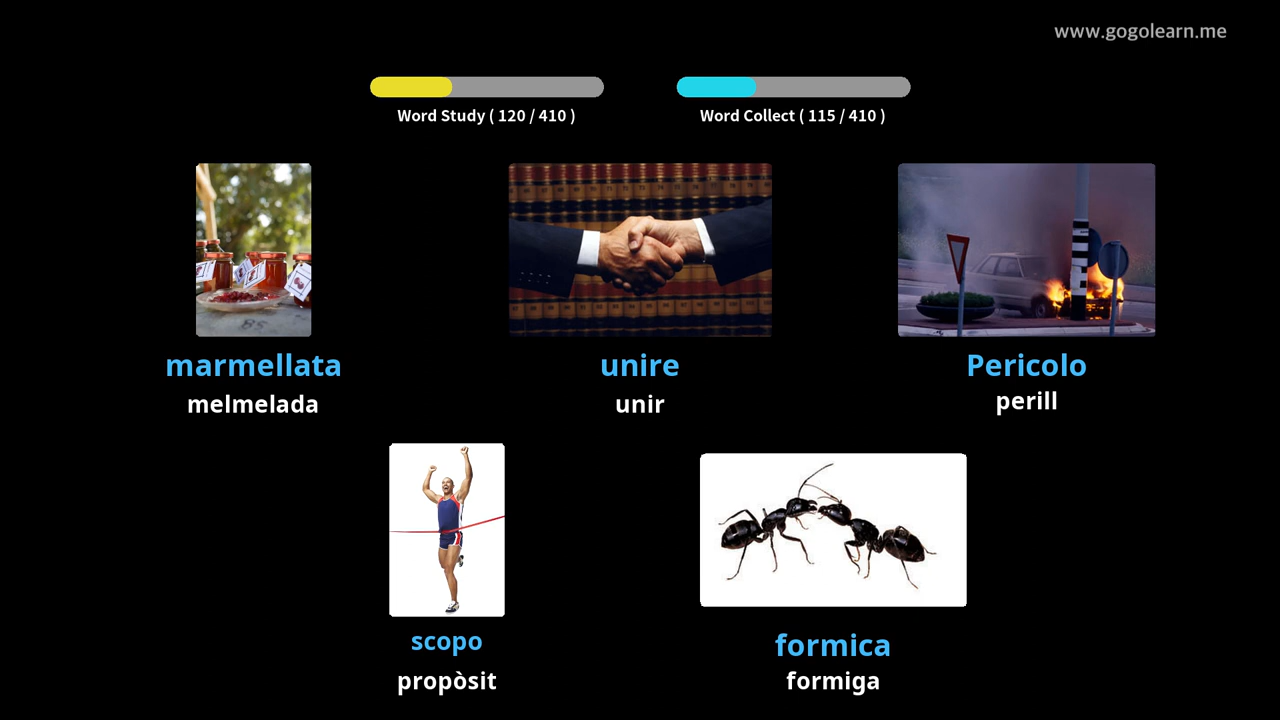 www.gogolearn.me
Word Study ( 120 / 410 )
Word Collect ( 115 / 410 )
marmellata
melmelada
unire
unir
Pericolo
perill
scopo
propòsit
formica
formiga